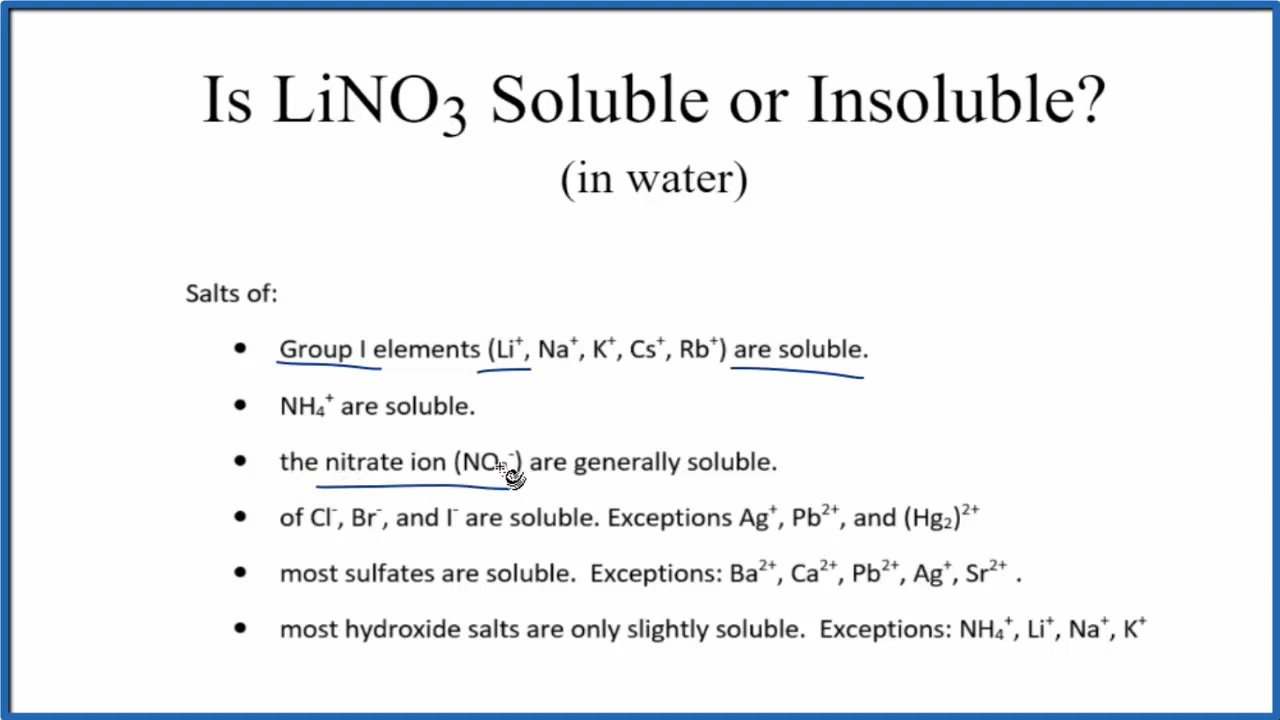 Is LiNO₃ Soluble or Insoluble?
(in water)
Salts of:
• Group I elements (Li⁺, Na⁺, K⁺, Cs⁺, Rb⁺) are soluble.
• NH₄⁺ are soluble.
• the nitrate ion (NO ⁻) are generally soluble.
• of Cl⁻, Br⁻, and I⁻ are soluble. Exceptions Ag⁺, Pb²⁺, and (Hg₂)²⁺
• most sulfates are soluble. Exceptions: Ba²⁺, Ca²⁺, Pb²⁺, Ag⁺, Sr²⁺ .
• most hydroxide salts are only slightly soluble. Exceptions: NH₄⁺, Li⁺, Na⁺, K⁺